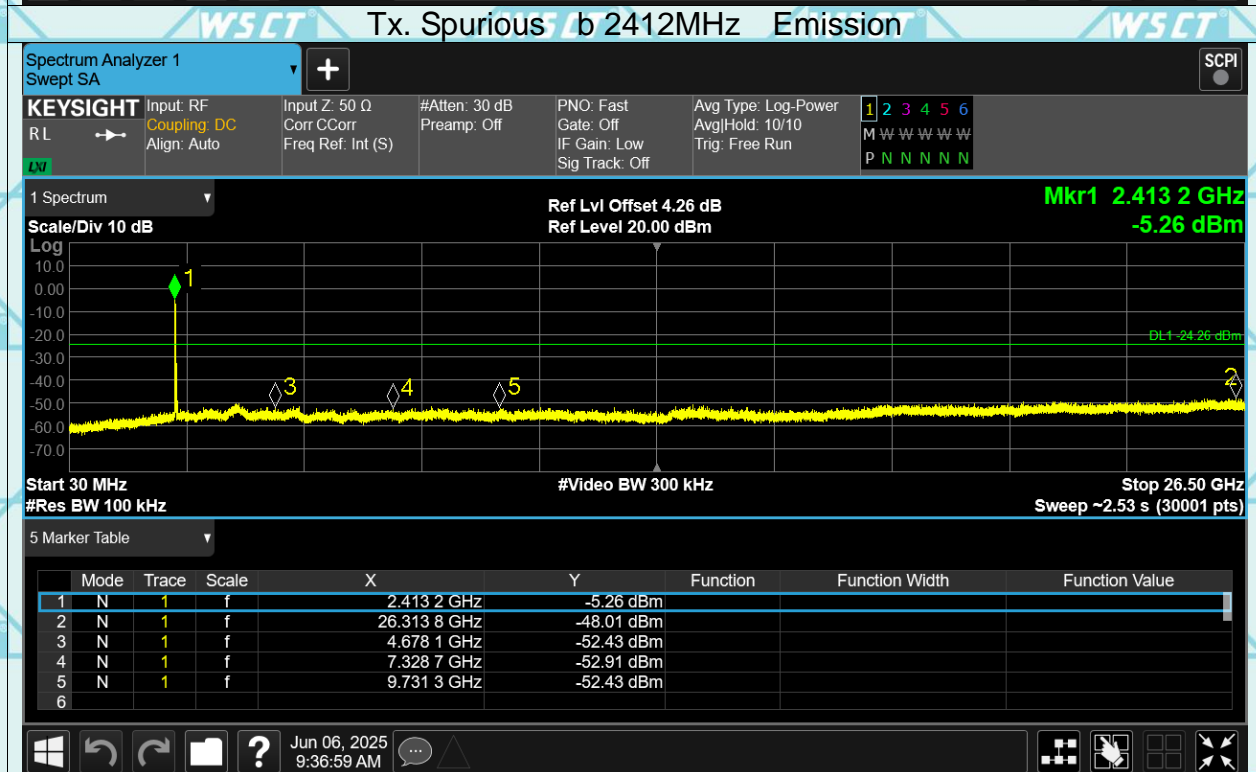 WSCT WSCT WSCT WSCT
Tx. Spurious b 2412MHz Emission
Spectrum Analyzer 1
Swept SA
+
SCPI
KEYSIGHT
RL
LXI
Input: RF
Coupling: DC
Align: Auto
Input Z: 50 Ω
Corr CCorr
Freq Ref: Int (S)
#Atten: 30 dB
Preamp: Off
PNO: Fast
Gate: Off
IF Gain: Low
Sig Track: Off
Avg Type: Log-Power
Avg|Hold: 10/10
Trig: Free Run
1 2 3 4 5 6
M W W W W W
P N N N N N
1 Spectrum
Scale/Div 10 dB
Ref Lvl Offset 4.26 dB
Ref Level 20.00 dBm
Mkr1 2.413 2 GHz
-5.26 dBm
Log
10.0
0.00
-10.0
-20.0
-30.0
-40.0
-50.0
-60.0
-70.0
1
3
4
5
2
DL1 -24.26 dBm
Start 30 MHz
#Res BW 100 kHz
#Video BW 300 kHz
Stop 26.50 GHz
Sweep ~2.53 s (30001 pts)
5 Marker Table
Mode Trace Scale X Y Function Function Width Function Value
1 N 1 f 2.413 2 GHz -5.26 dBm
2 N 1 f 26.313 8 GHz -48.01 dBm
3 N 1 f 4.678 1 GHz -52.43 dBm
4 N 1 f 7.328 7 GHz -52.91 dBm
5 N 1 f 9.731 3 GHz -52.43 dBm
6
?
Jun 06, 2025
9:36:59 AM